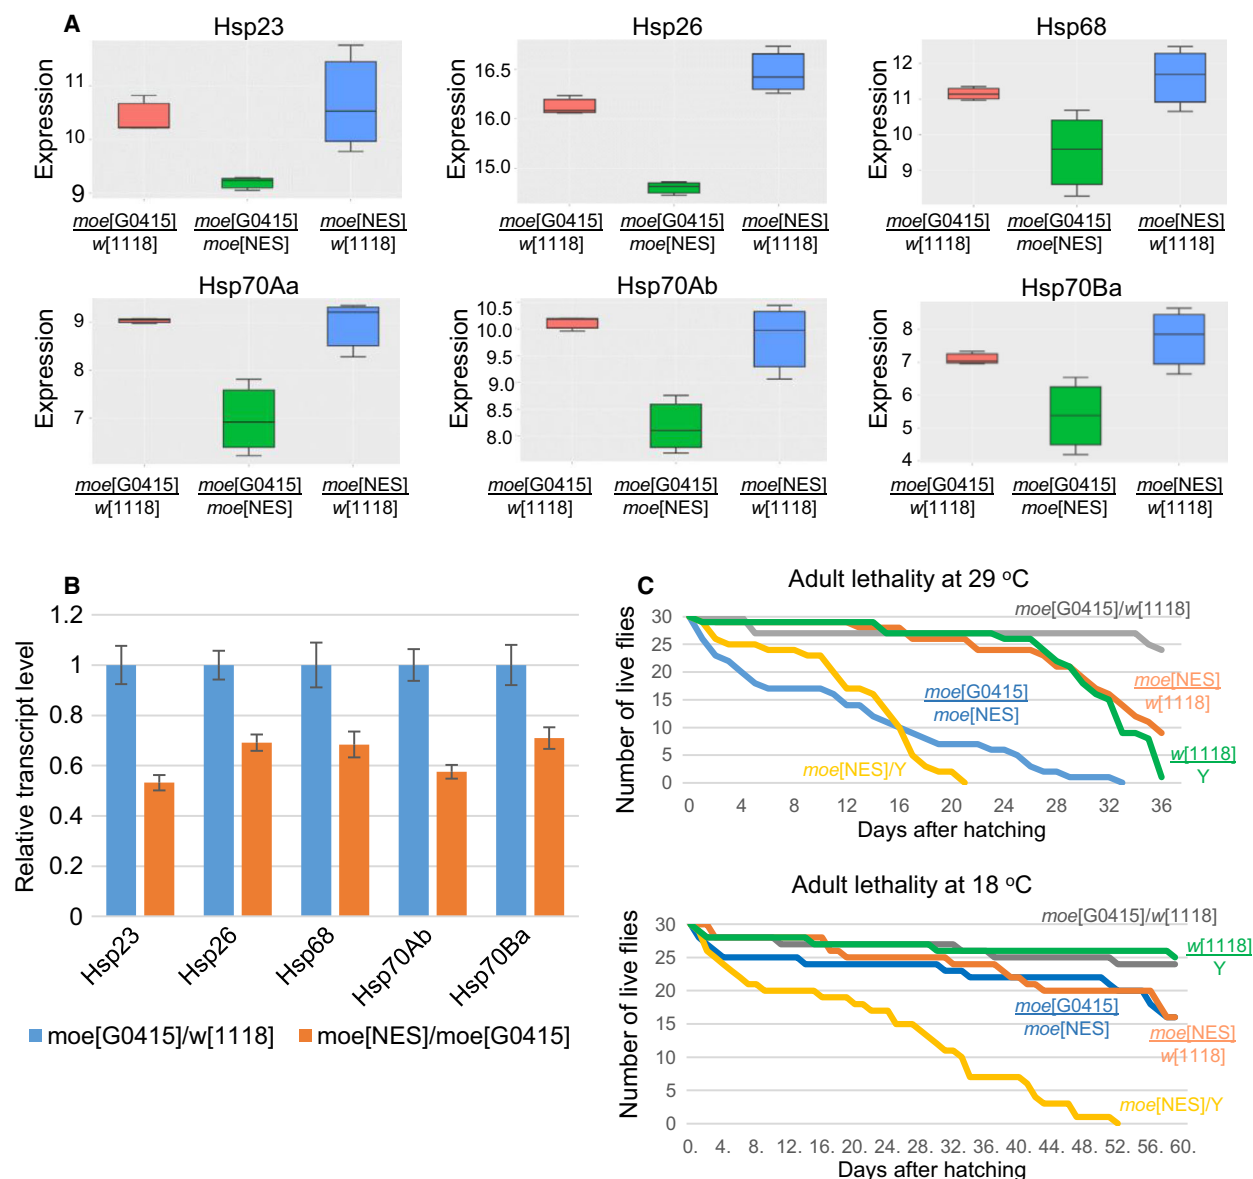 A
Hsp23
Hsp26
Hsp68
Expression
11
10
9
Expression
16.5
16.0
15.0
Expression
12
11
10
9
moe[G0415] moe[G0415] moe[NES]
w[1118] moe[NES] w[1118]
moe[G0415] moe[G0415] moe[NES]
w[1118] moe[NES] w[1118]
moe[G0415] moe[G0415] moe[NES]
w[1118] moe[NES] w[1118]
Hsp70Aa
Hsp70Ab
Hsp70Ba
Expression
9
8
7
Expression
10.5
10.0
9.5
9.0
8.5
8.0
Expression
8
7
6
5
4
moe[G0415] moe[G0415] moe[NES]
w[1118] moe[NES] w[1118]
moe[G0415] moe[G0415] moe[NES]
w[1118] moe[NES] w[1118]
moe[G0415] moe[G0415] moe[NES]
w[1118] moe[NES] w[1118]
B
Relative transcript level
1.2
1
0.8
0.6
0.4
0.2
0
Hsp23 Hsp26 Hsp68 Hsp70Ab Hsp70Ba
moe[G0415]/w[1118] moe[NES]/moe[G0415]
C
Adult lethality at 29 °C
Number of live flies
30
25
20
15
10
5
0
moe[G0415]/w[1118]
moe[NES]
w[1118]
moe[G0415]
moe[NES]
moe[NES]/Y
w[1118]
Y
0 4 8 12 16 20 24 28 32 36
Days after hatching
Adult lethality at 18 °C
Number of live flies
30
25
20
15
10
5
0
moe[G0415]/w[1118]
w[1118]
Y
moe[G0415]
moe[NES]
moe[NES]
w[1118]
moe[NES]/Y
0. 4. 8. 12. 16. 20. 24. 28. 32. 36. 40. 44. 48. 52. 56. 60.
Days after hatching